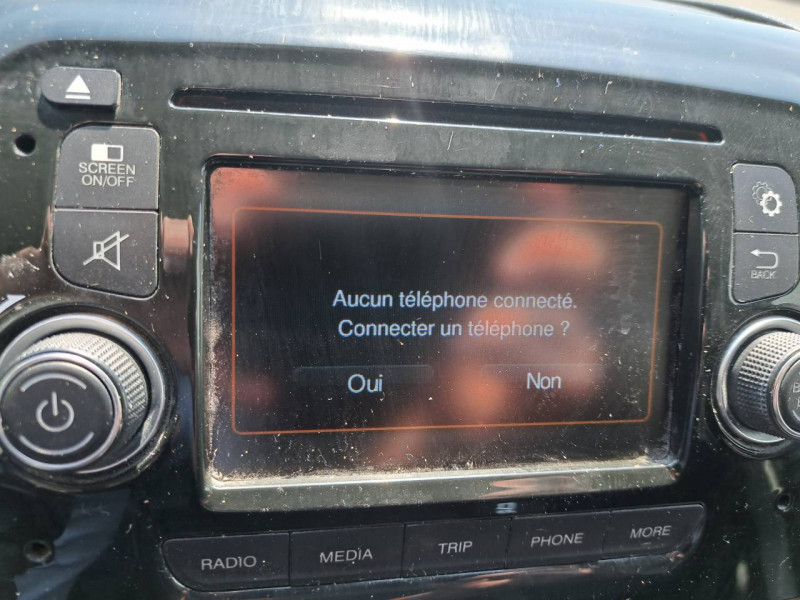 SCREEN
ON/OFF
BACK
Aucun téléphone connecté.
Connecter un téléphone ?
Oui
Non
RADIO
MEDIA
TRIP
PHONE
MORE